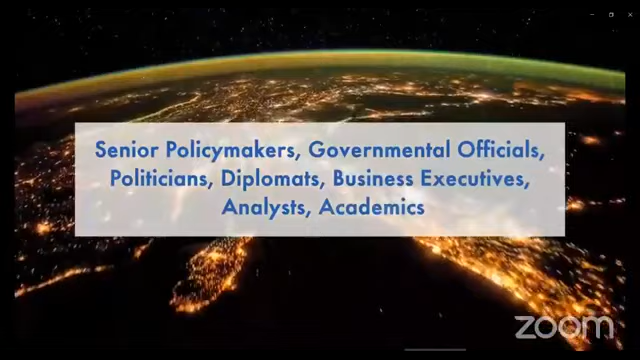 Senior Policymakers, Governmental Officials,
Politicians, Diplomats, Business Executives,
Analysts, Academics
zoom